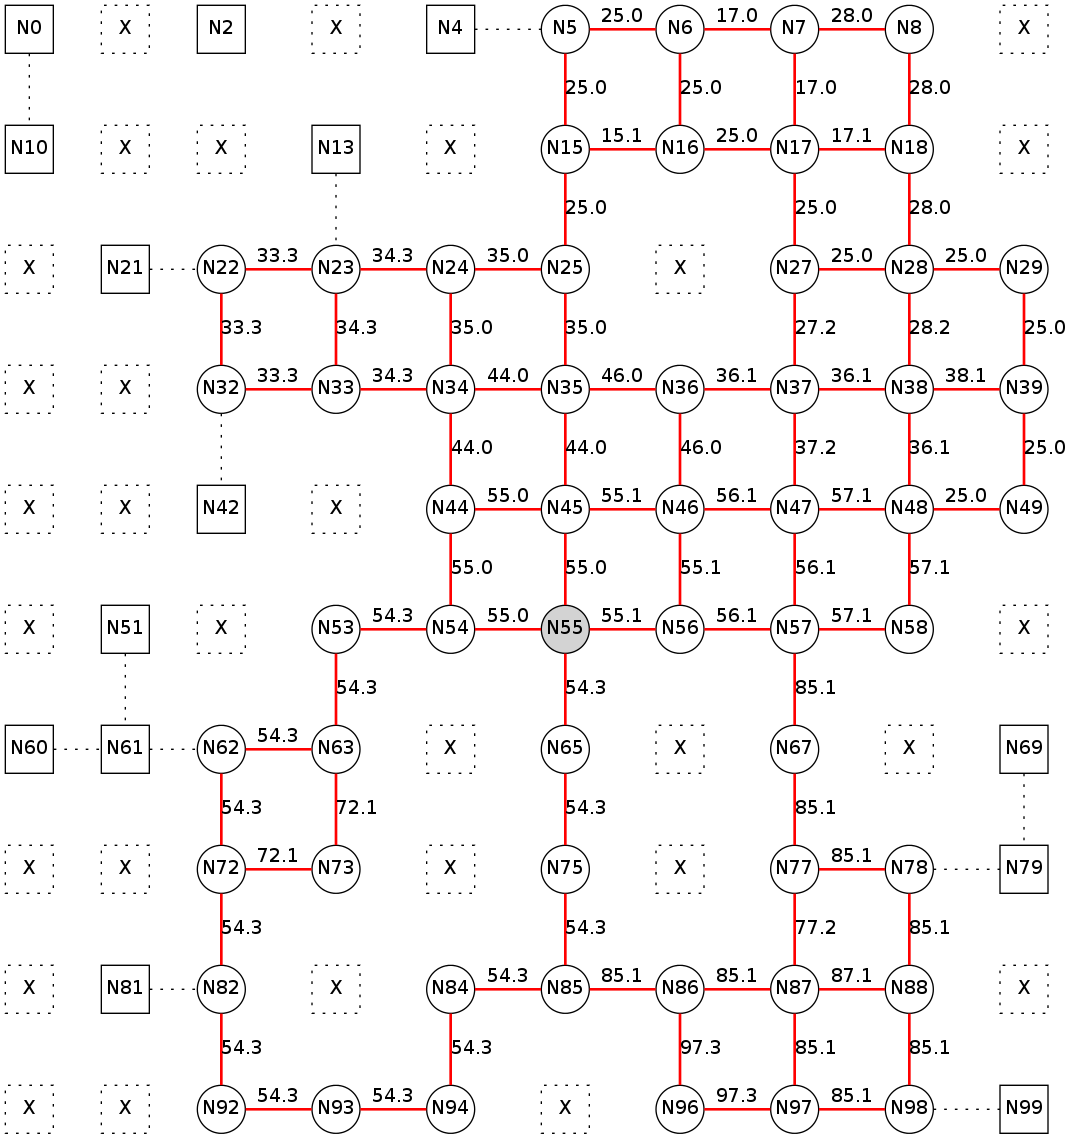 N0 X N2 X N4 N5 25.0 N6 17.0 N7 28.0 N8 X
25.0 25.0 17.0 28.0
N10 X X N13 X N15 15.1 N16 25.0 N17 17.1 N18 X
25.0 25.0 28.0
X N21 N22 33.3 N23 34.3 N24 35.0 N25 X N27 25.0 N28 25.0 N29
33.3 34.3 35.0 35.0 27.2 28.2 25.0
X X N32 33.3 N33 34.3 N34 44.0 N35 46.0 N36 36.1 N37 36.1 N38 38.1 N39
44.0 44.0 46.0 37.2 36.1 25.0
X X N42 X N44 55.0 N45 55.1 N46 56.1 N47 57.1 N48 25.0 N49
55.0 55.0 55.1 56.1 57.1
X N51 X N53 54.3 N54 55.0 N55 55.1 N56 56.1 N57 57.1 N58 X
54.3 54.3 85.1
N60 N61 N62 54.3 N63 X N65 X N67 X N69
54.3 72.1 54.3 85.1
X X N72 72.1 N73 X N75 X N77 85.1 N78 N79
54.3 54.3 77.2 85.1
X N81 N82 X N84 54.3 N85 85.1 N86 85.1 N87 87.1 N88 X
54.3 54.3 97.3 85.1 85.1
X X N92 54.3 N93 54.3 N94 X N96 97.3 N97 85.1 N98 N99